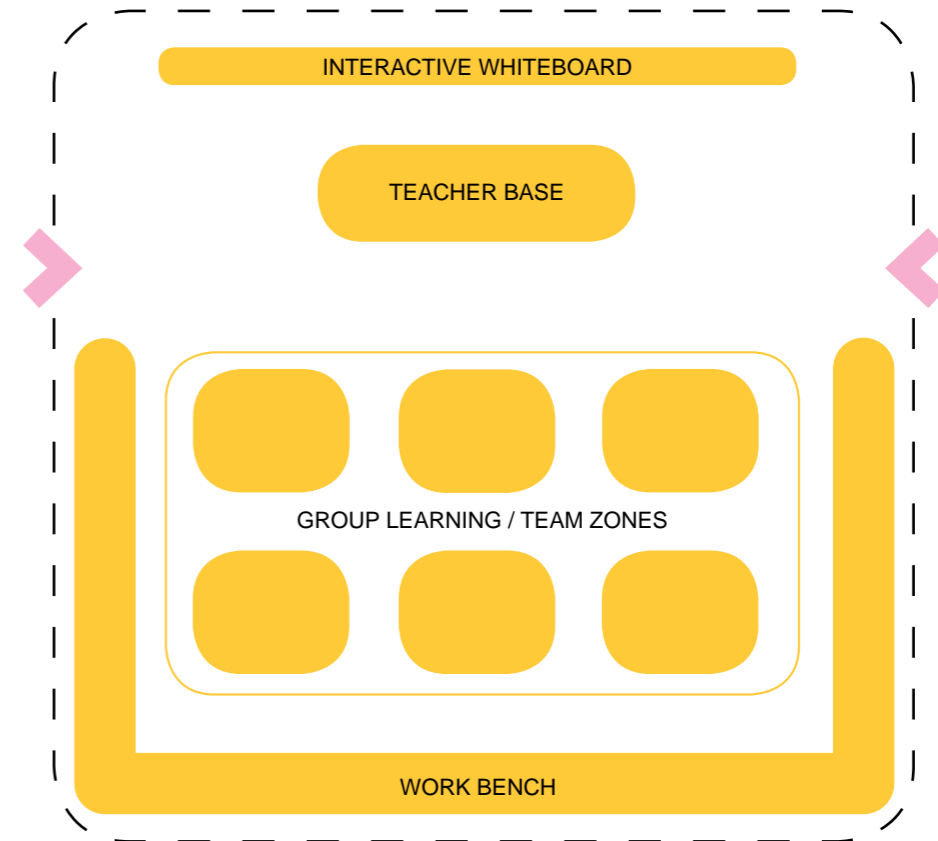 INTERACTIVE WHITEBOARD
TEACHER BASE
GROUP LEARNING / TEAM ZONES
WORK BENCH